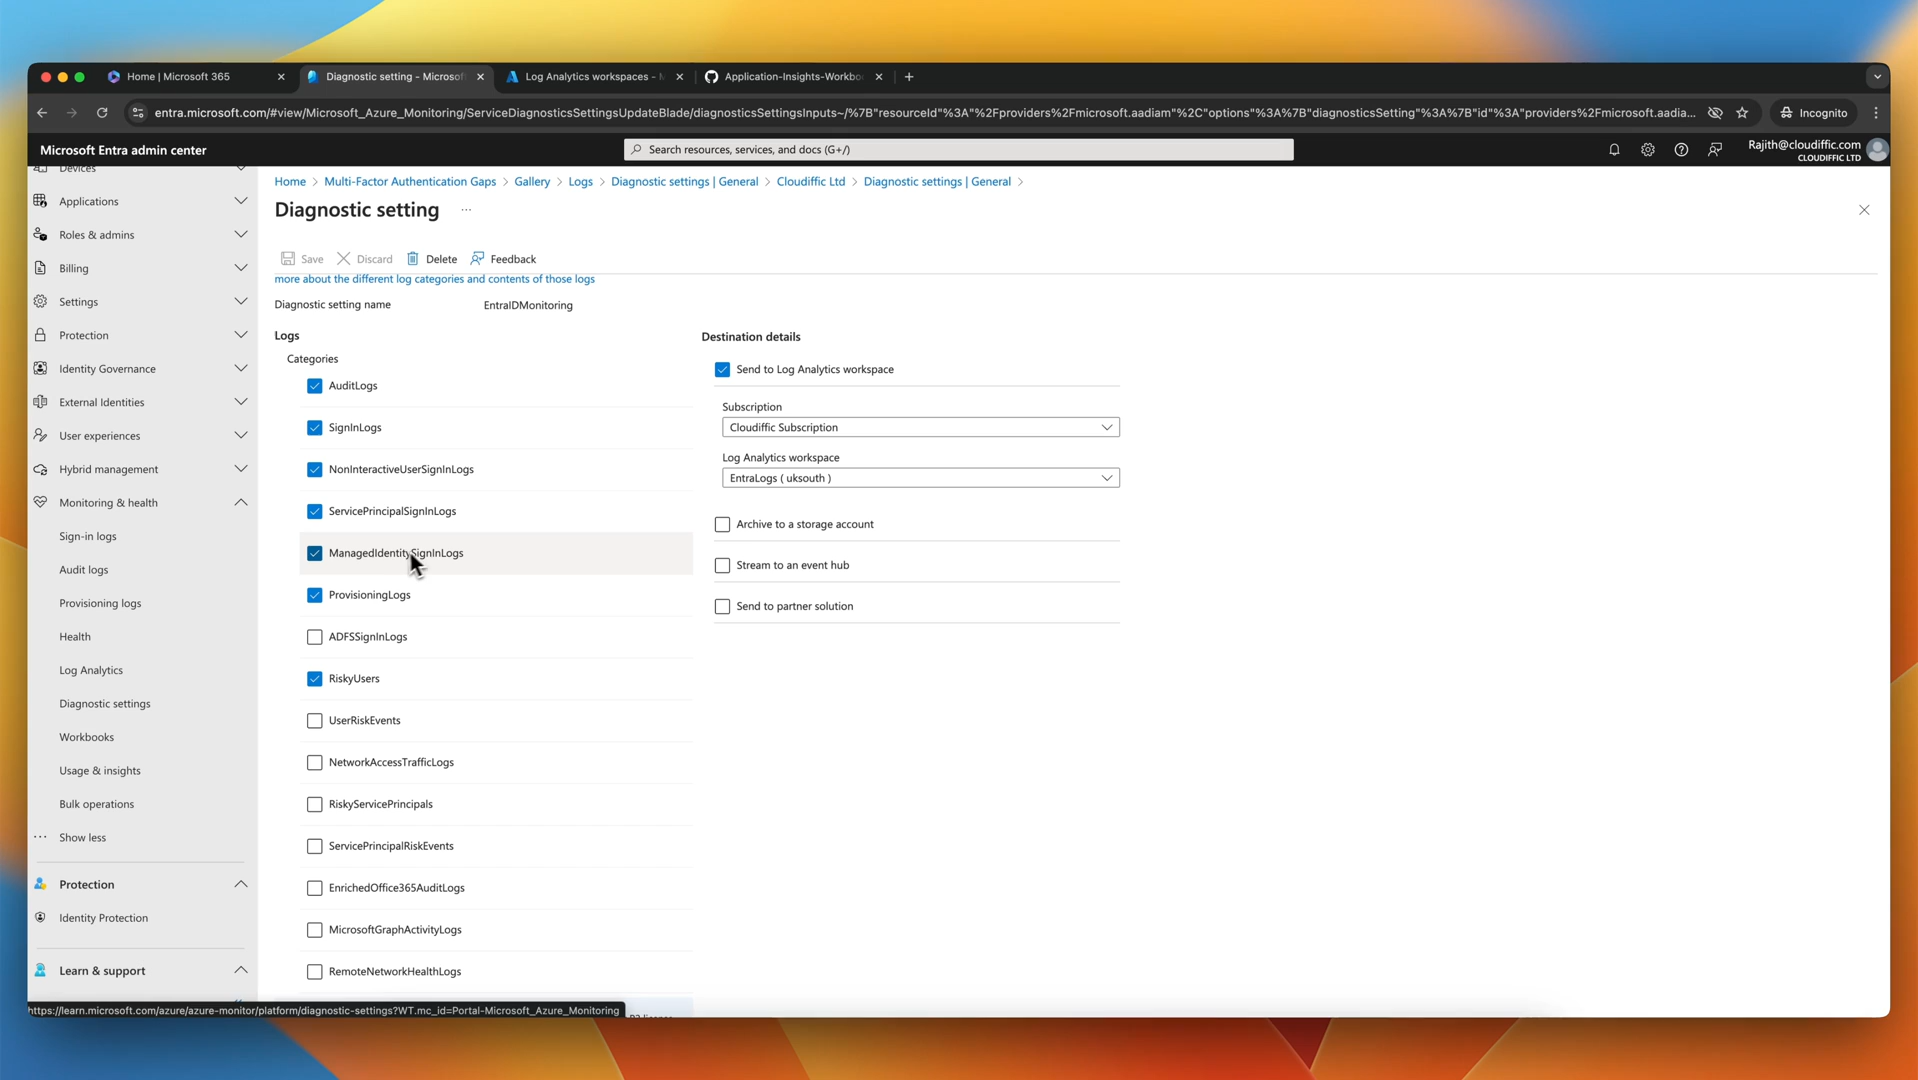 Home | Microsoft 365
Diagnostic setting - Microsoft
Log Analytics workspaces - M
Application-Insights-Workbo
entra.microsoft.com/#view/Microsoft_Azure_Monitoring/ServiceDiagnosticsSettingsUpdateBlade/diagnosticsSettingsInputs~/%7B"resourceId"%3A"%2Fproviders%2Fmicrosoft.aadiam"%2C"options"%3A%7B"diagnosticSetting"%3A%7B"id"%3A"providers%2Fmicrosoft.aadia...
Incognito
Microsoft Entra admin center
Search resources, services, and docs (G+/)
Rajith@cloudiffic.com
CLOUDIFFIC LTD
Devices
Applications
Roles & admins
Billing
Settings
Protection
Identity Governance
External Identities
User experiences
Hybrid management
Monitoring & health
Sign-in logs
Audit logs
Provisioning logs
Health
Log Analytics
Diagnostic settings
Workbooks
Usage & insights
Bulk operations
Show less
Protection
Identity Protection
Learn & support
Home > Multi-Factor Authentication Gaps > Gallery > Logs > Diagnostic settings | General > Cloudiffic Ltd > Diagnostic settings | General >
Diagnostic setting ...
Save Discard Delete Feedback
more about the different log categories and contents of those logs
Diagnostic setting name EntraIDMonitoring
Logs
Categories
AuditLogs
SignInLogs
NonInteractiveUserSignInLogs
ServicePrincipalSignInLogs
ManagedIdentitySignInLogs
ProvisioningLogs
ADFSSignInLogs
RiskyUsers
UserRiskEvents
NetworkAccessTrafficLogs
RiskyServicePrincipals
ServicePrincipalRiskEvents
EnrichedOffice365AuditLogs
MicrosoftGraphActivityLogs
RemoteNetworkHealthLogs
Destination details
Send to Log Analytics workspace
Subscription
Cloudiffic Subscription
Log Analytics workspace
EntraLogs ( uksouth )
Archive to a storage account
Stream to an event hub
Send to partner solution
https://learn.microsoft.com/azure/azure-monitor/platform/diagnostic-settings?WT.mc_id=Portal-Microsoft_Azure_Monitoring